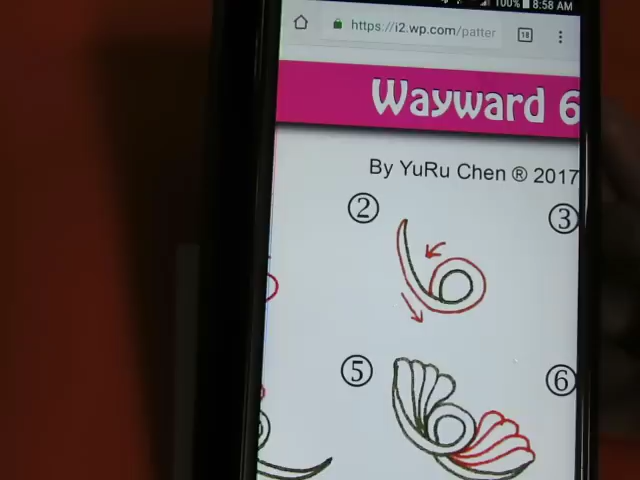 100% 8:58 AM
https://i2.wp.com/patter
18
Wayward 6
By YuRu Chen ® 2017
② ③
⑤ ⑥